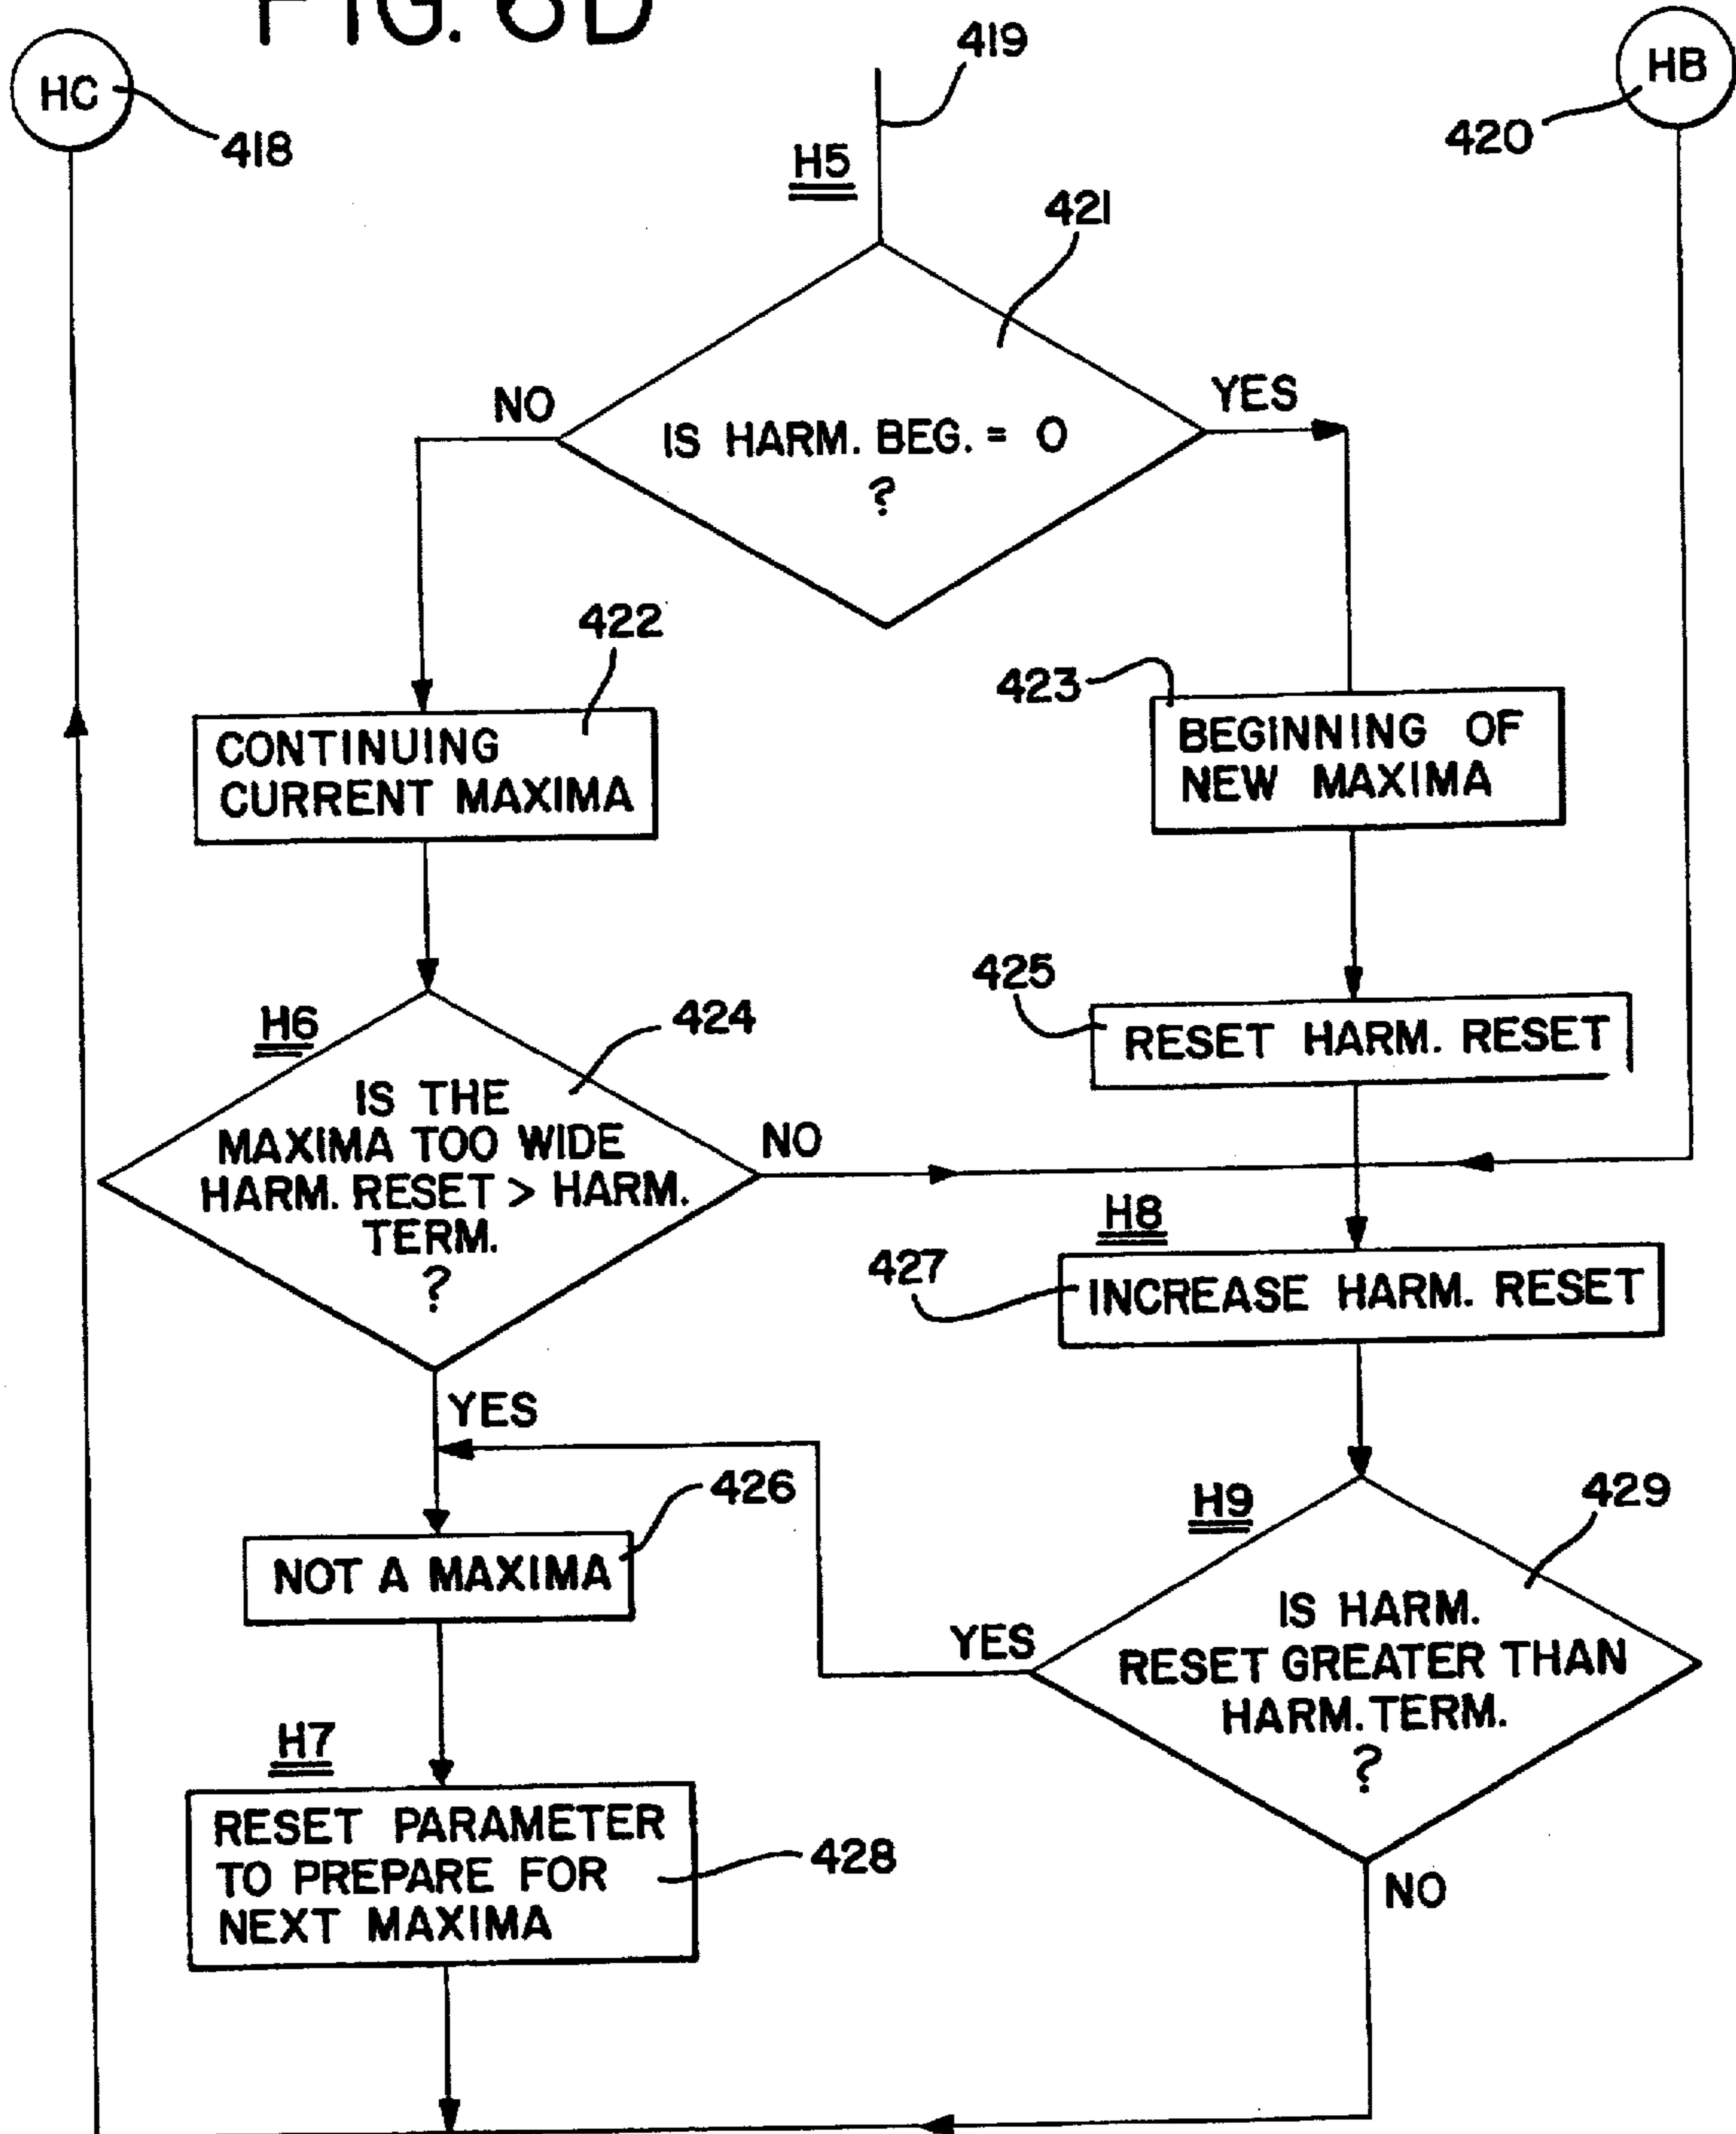 FIG. 6D
HC
418
419
HB
420
H5
421
NO
YES
IS HARM. BEG. = 0
?
422
423
CONTINUING
CURRENT MAXIMA
BEGINNING OF
NEW MAXIMA
425
RESET HARM. RESET
H6
424
IS THE
MAXIMA TOO WIDE
HARM. RESET > HARM.
TERM.
?
NO
H8
427
INCREASE HARM. RESET
YES
426
NOT A MAXIMA
H9
429
YES
IS HARM.
RESET GREATER THAN
HARM. TERM.
?
H7
RESET PARAMETER
TO PREPARE FOR
NEXT MAXIMA
428
NO